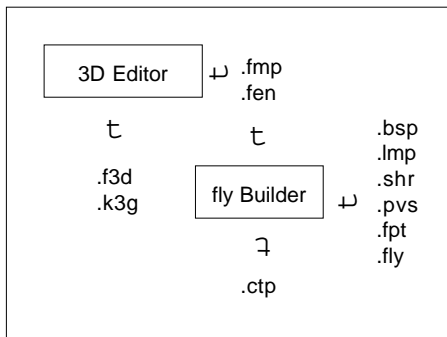 3D Editor
.fmp
.fen
.f3d
.k3g
fly Builder
.bsp
.lmp
.shr
.pvs
.fpt
.fly
.ctp